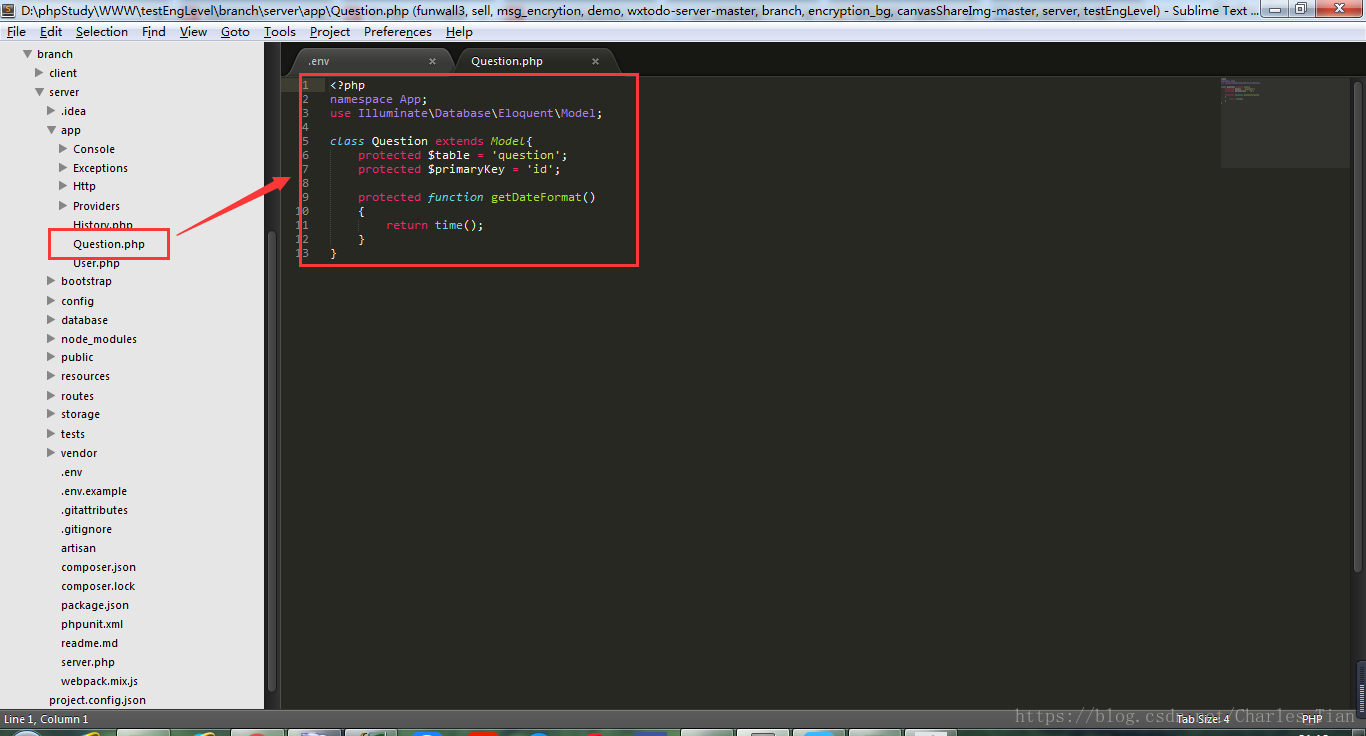 D:\phpStudy\WWW\testEngLevel\branch\server\app\Question.php (funwall3, sell, msg_encrytion, demo, wxtodo-server-master, branch, encryption_bg, canvasShareImg-master, server, testEngLevel) - Sublime Text ...
File Edit Selection Find View Goto Tools Project Preferences Help
branch
client
server
.idea
app
Console
Exceptions
Http
Providers
History.php
Question.php
User.php
bootstrap
config
database
node_modules
public
resources
routes
storage
tests
vendor
.env
.env.example
.gitattributes
.gitignore
artisan
composer.json
composer.lock
package.json
phpunit.xml
readme.md
server.php
webpack.mix.js
project.config.json
.env × Question.php ×
1 <?php
2 namespace App;
3 use Illuminate\Database\Eloquent\Model;
4
5 class Question extends Model{
6 protected $table = 'question';
7 protected $primaryKey = 'id';
8
9 protected function getDateFormat()
10 {
11 return time();
12 }
13 }
https://blog.csdn.net/Charles_Tian
Line 1, Column 1 Tab Size: 4 PHP